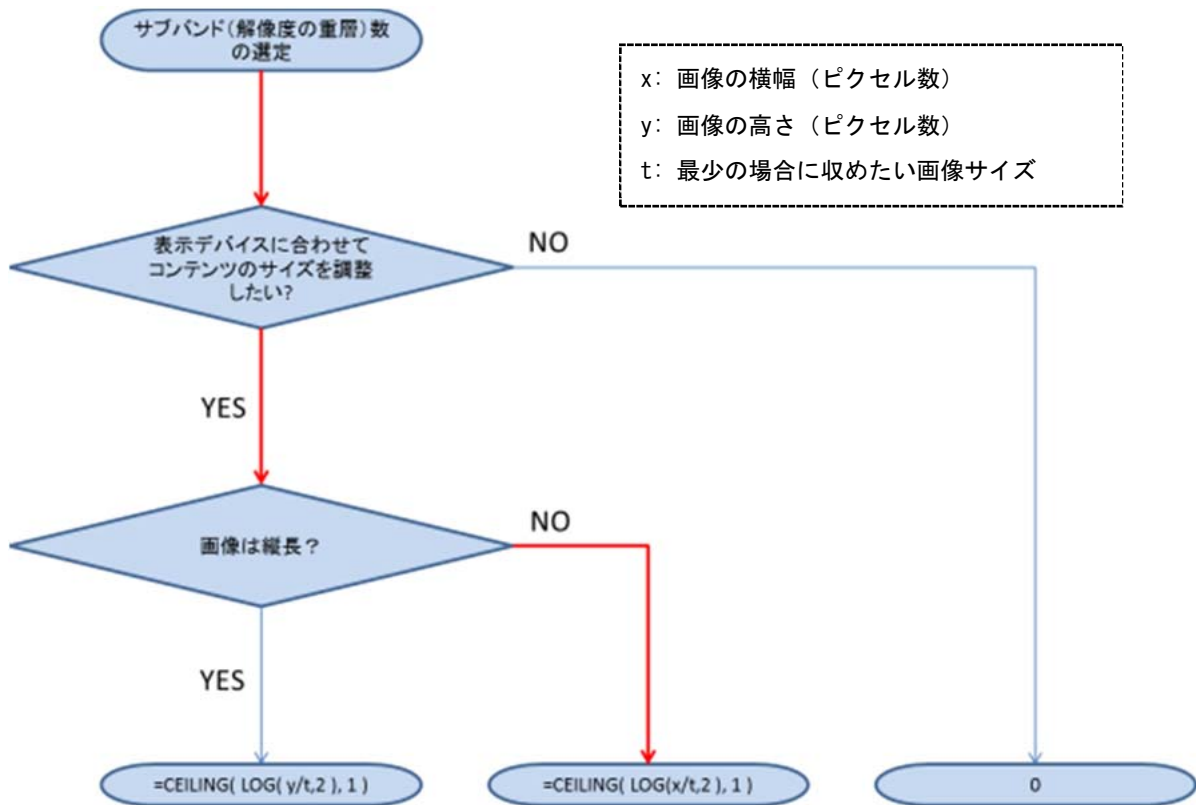 サブバンド(解像度の重層)数
の選定
x: 画像の横幅（ピクセル数）
y: 画像の高さ（ピクセル数）
t: 最少の場合に収めたい画像サイズ
表示デバイスに合わせて
コンテンツのサイズを調整
したい?
NO
YES
画像は縦長？
NO
YES
=CEILING( LOG( y/t,2 ), 1 )
=CEILING( LOG(x/t,2 ), 1 )
0